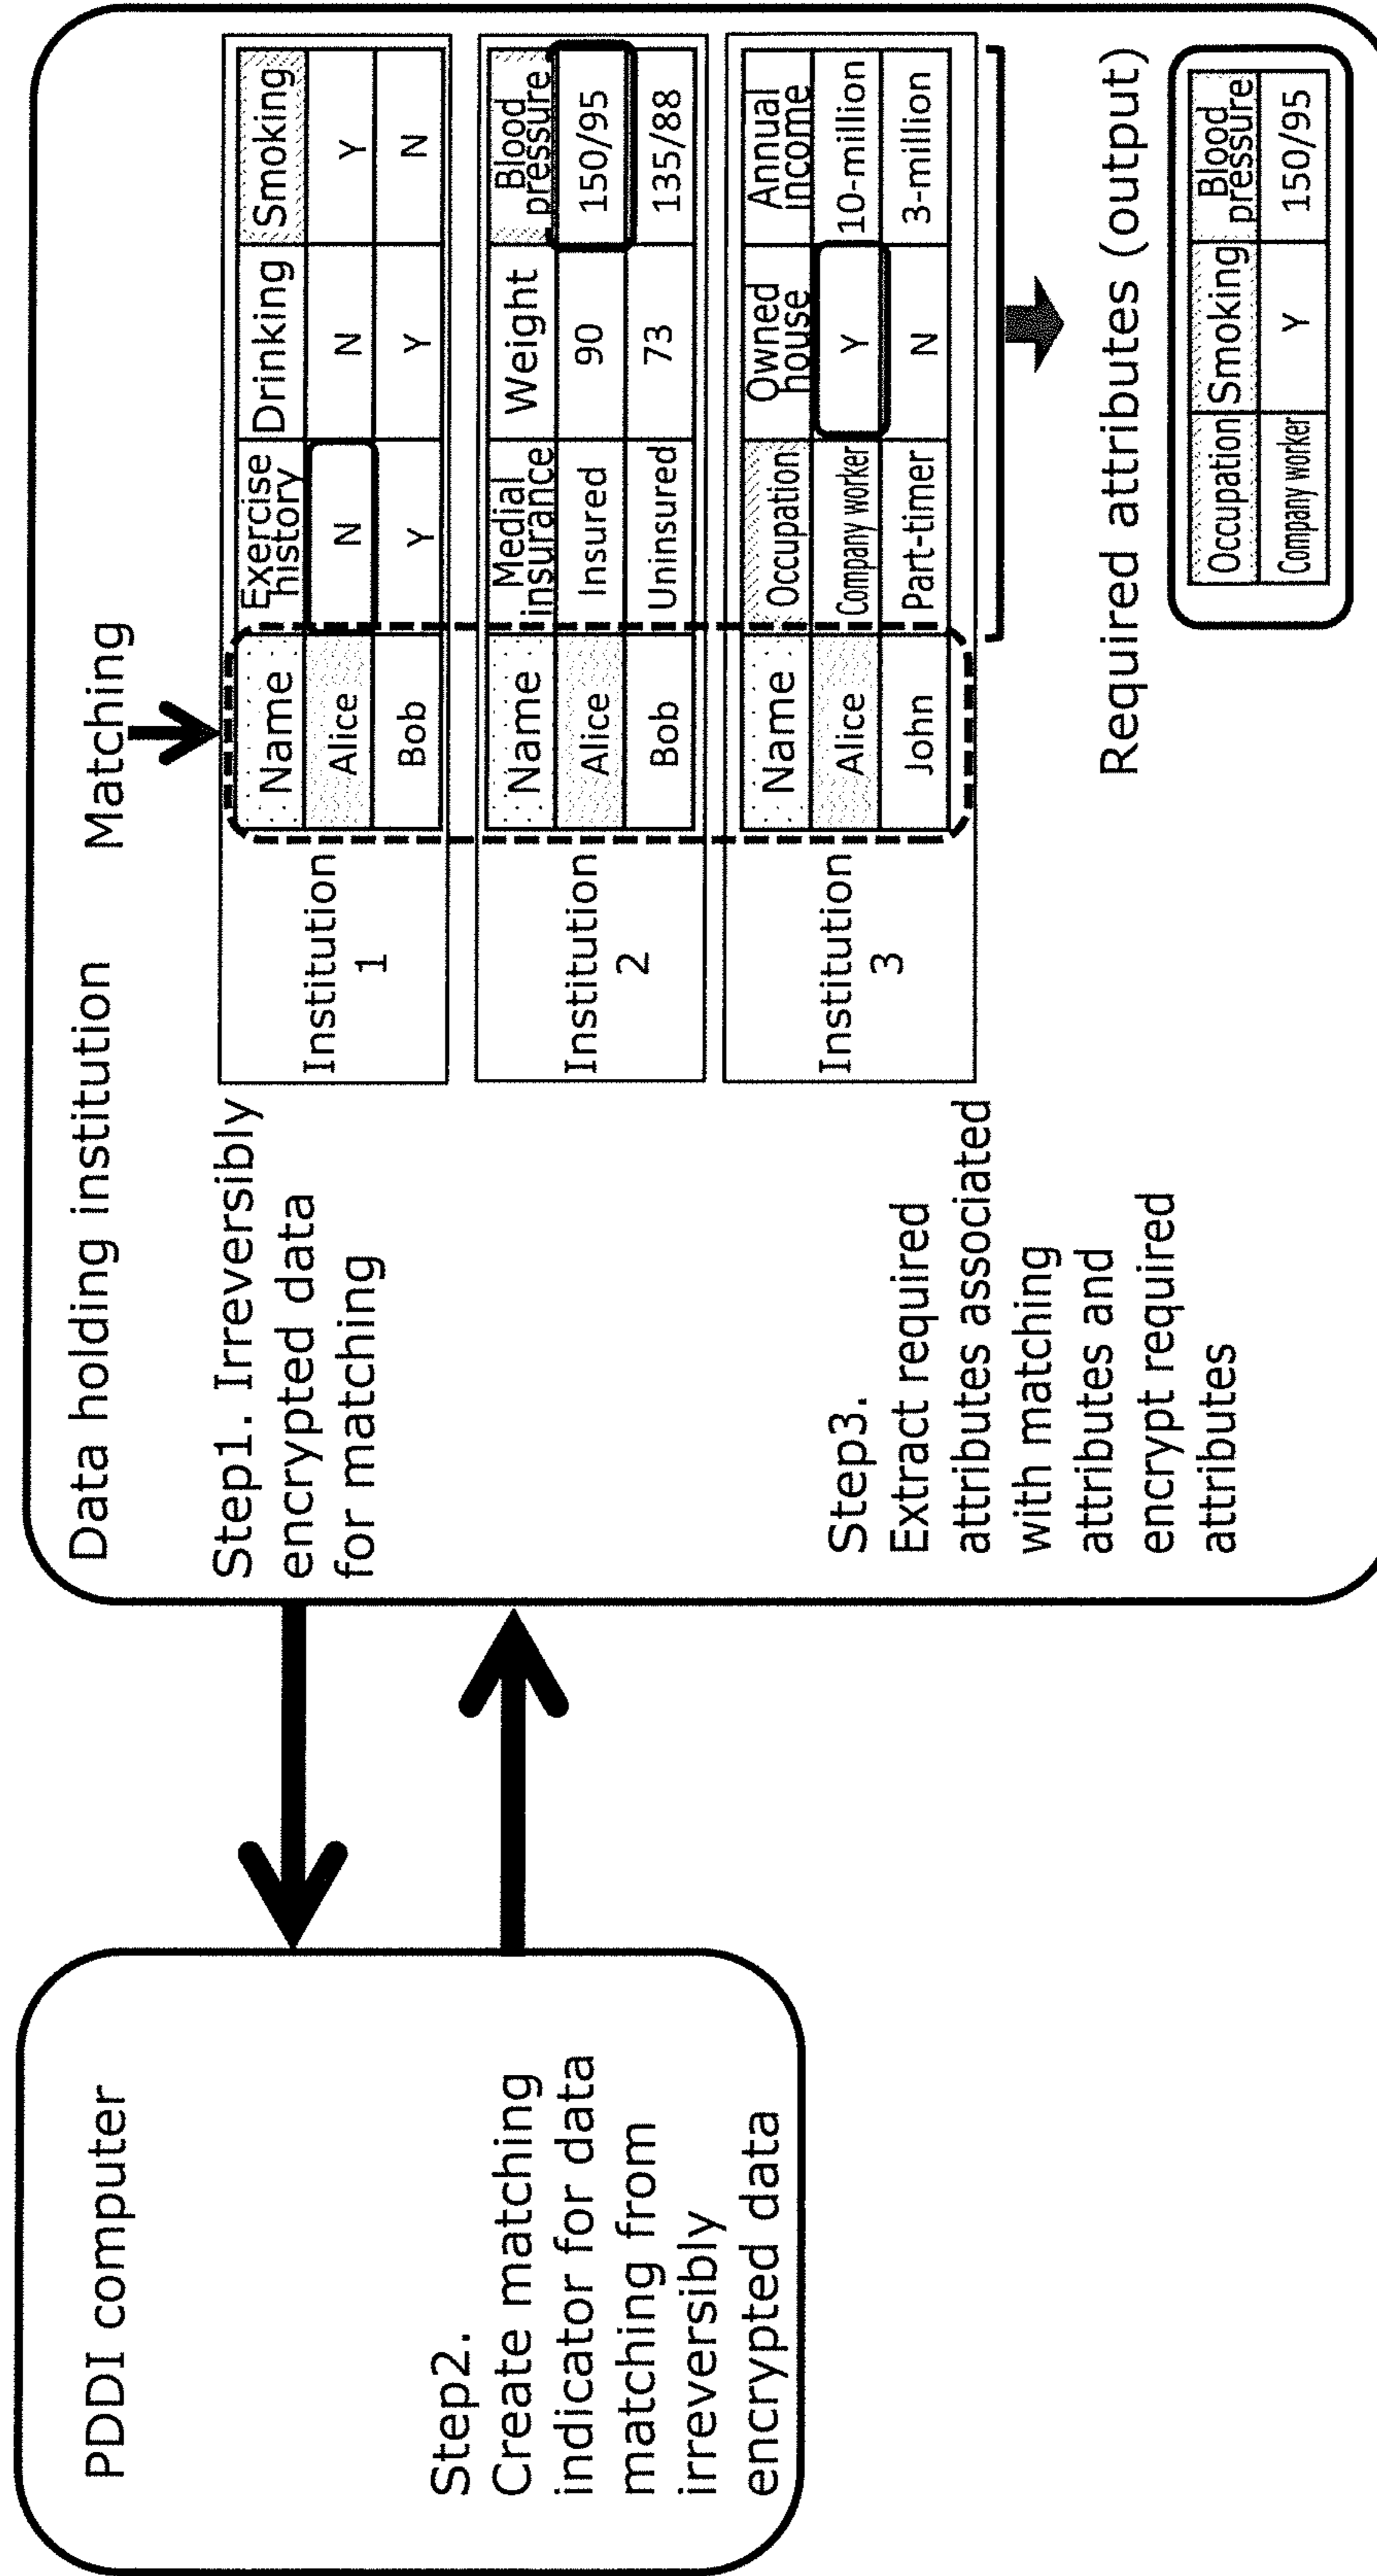 PDDI computer
Step2.
Create matching
indicator for data
matching from
irreversibly
encrypted data
Data holding institution
Matching
Step1. Irreversibly
encrypted data
for matching
Institution
1
Name
Exercise
history
Drinking
Smoking
Alice
N
N
Y
Bob
Y
Y
N
Institution
2
Name
Medial
insurance
Weight
Blood
pressure
Alice
Insured
90
150/95
Bob
Uninsured
73
135/88
Institution
3
Name
Occupation
Owned
house
Annual
income
Alice
Company worker
Y
10-million
John
Part-timer
N
3-million
Step3.
Extract required
attributes associated
with matching
attributes and
encrypt required
attributes
Required attributes (output)
Occupation
Smoking
Blood
pressure
Company worker
Y
150/95